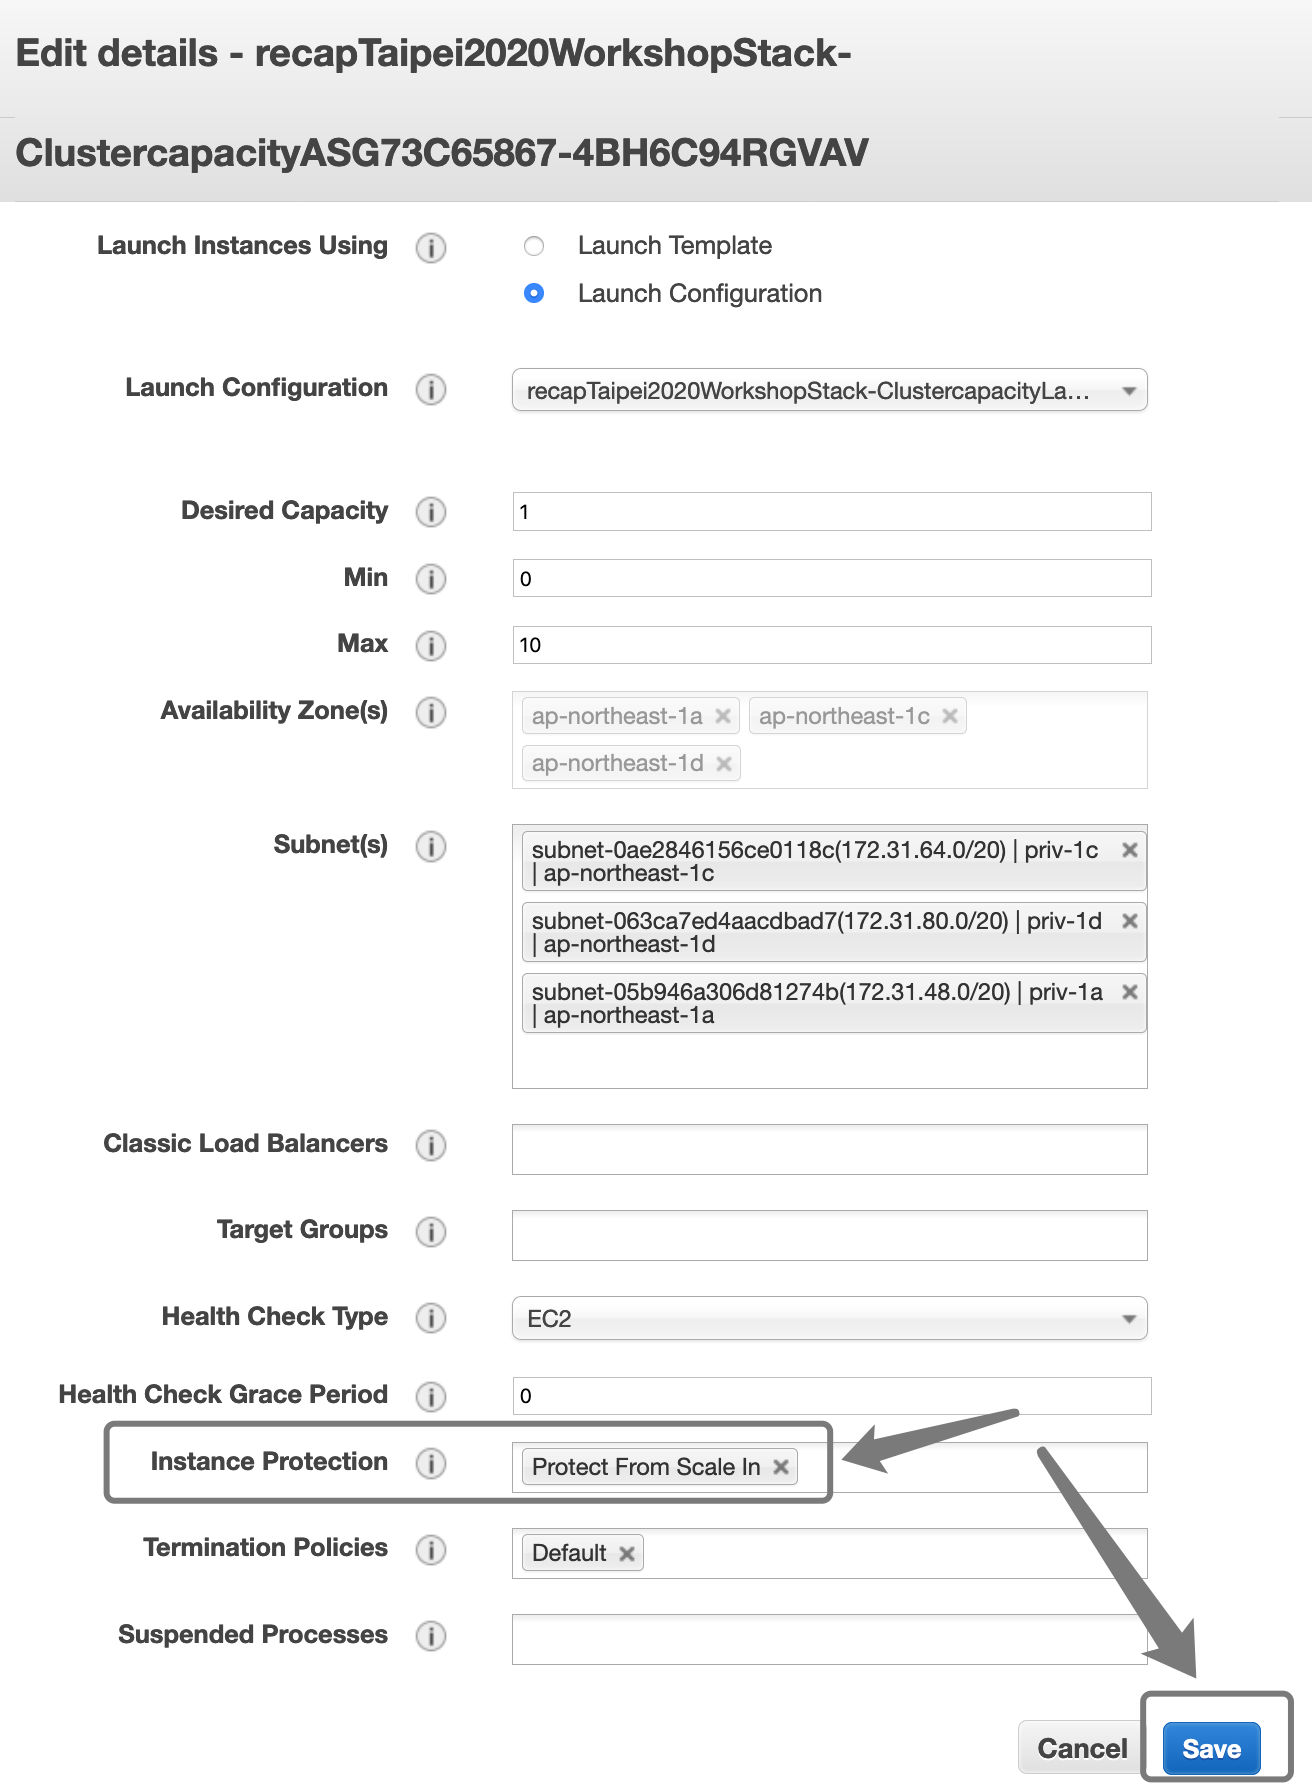 Edit details - recapTaipei2020WorkshopStack-
ClustercapacityASG73C65867-4BH6C94RGVAV
Launch Instances Using i Launch Template
Launch Configuration
Launch Configuration i recapTaipei2020WorkshopStack-ClustercapacityLa...
Desired Capacity i 1
Min i 0
Max i 10
Availability Zone(s) i ap-northeast-1a × ap-northeast-1c ×
ap-northeast-1d ×
Subnet(s) i subnet-0ae2846156ce0118c(172.31.64.0/20) | priv-1c ×
| ap-northeast-1c
subnet-063ca7ed4aacdbad7(172.31.80.0/20) | priv-1d ×
| ap-northeast-1d
subnet-05b946a306d81274b(172.31.48.0/20) | priv-1a ×
| ap-northeast-1a
Classic Load Balancers i
Target Groups i
Health Check Type i EC2
Health Check Grace Period i 0
Instance Protection i Protect From Scale In ×
Termination Policies i Default ×
Suspended Processes i
Cancel Save